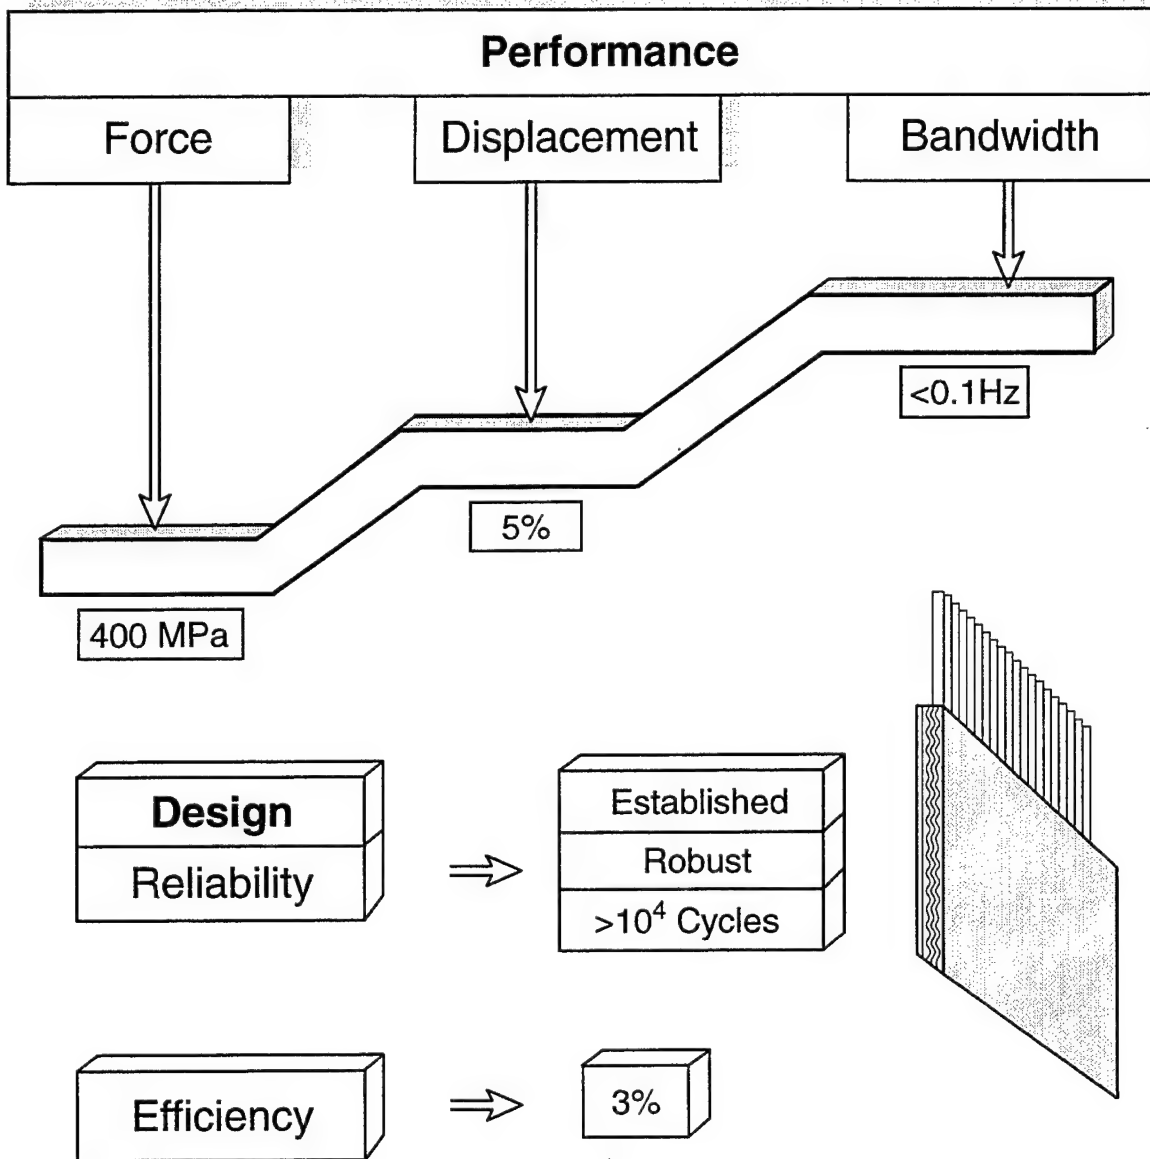 Performance
Force
Displacement
Bandwidth
<0.1Hz
5%
400 MPa
Design
Reliability
Established
Robust
>10⁴ Cycles
Efficiency
3%